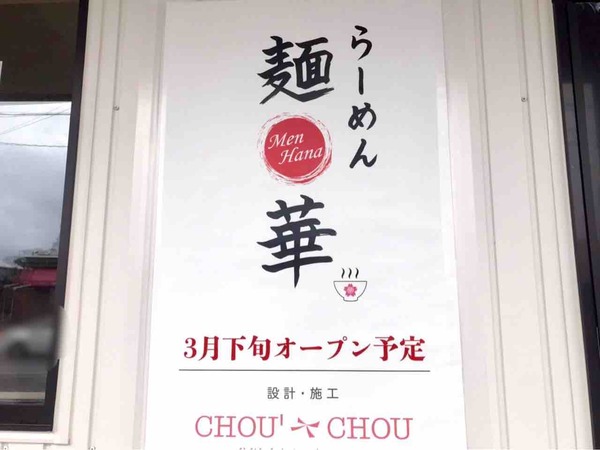 らーめん
麺
Men
Hana
華
3月下旬オープン予定
設計・施工
CHOU CHOU